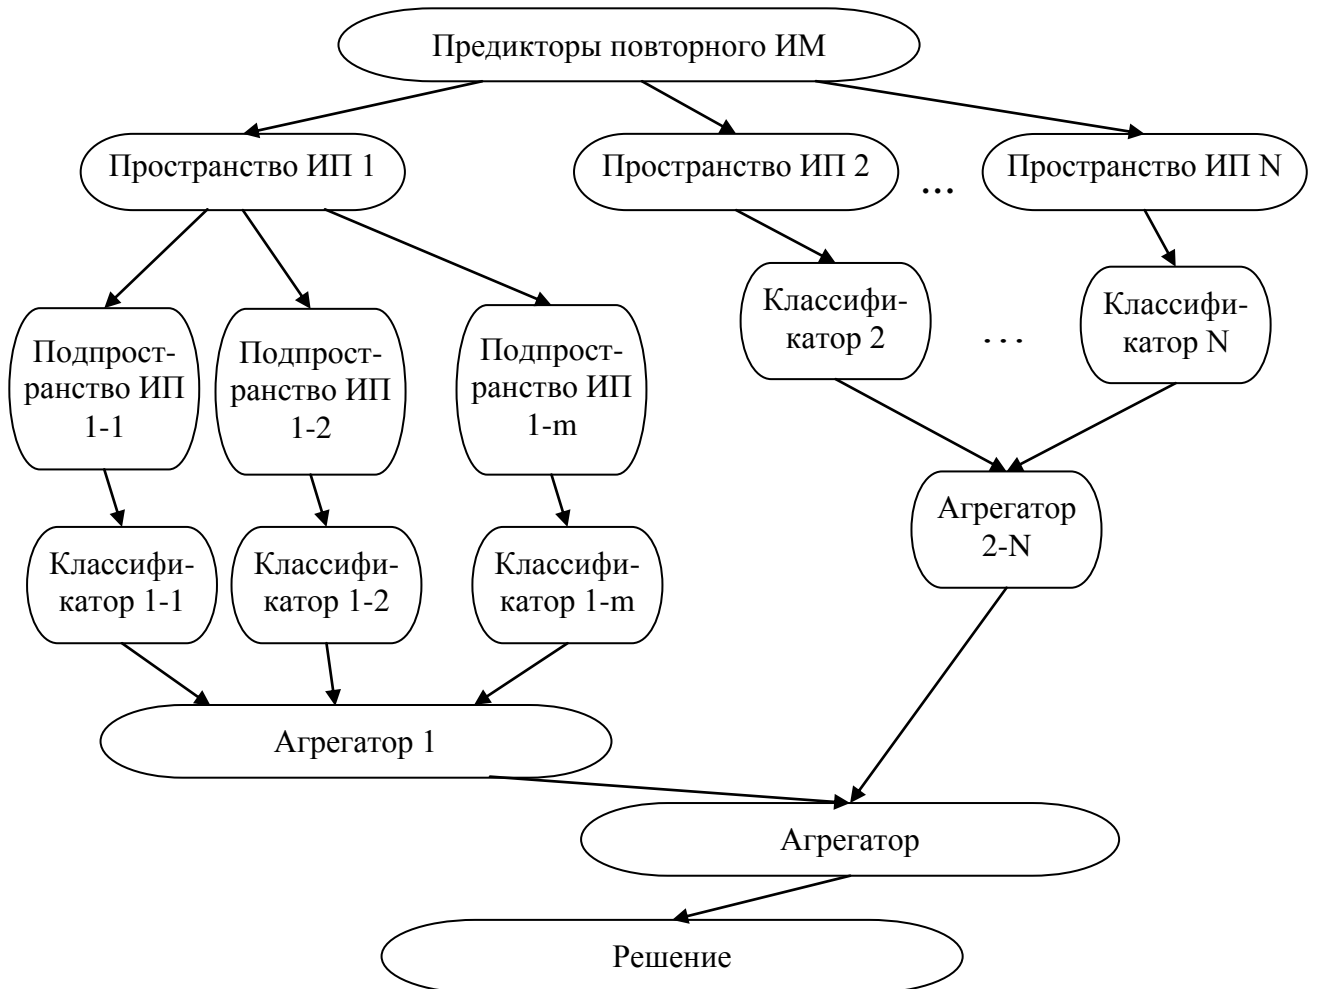 Предикторы повторного ИМ
Пространство ИП 1
Пространство ИП 2
...
Пространство ИП N
Классифи-
катор 2
...
Классифи-
катор N
Подпрост-
ранство ИП
1-1
Подпрост-
ранство ИП
1-2
Подпрост-
ранство ИП
1-m
Агрегатор
2-N
Классифи-
катор 1-1
Классифи-
катор 1-2
Классифи-
катор 1-m
Агрегатор 1
Агрегатор
Решение